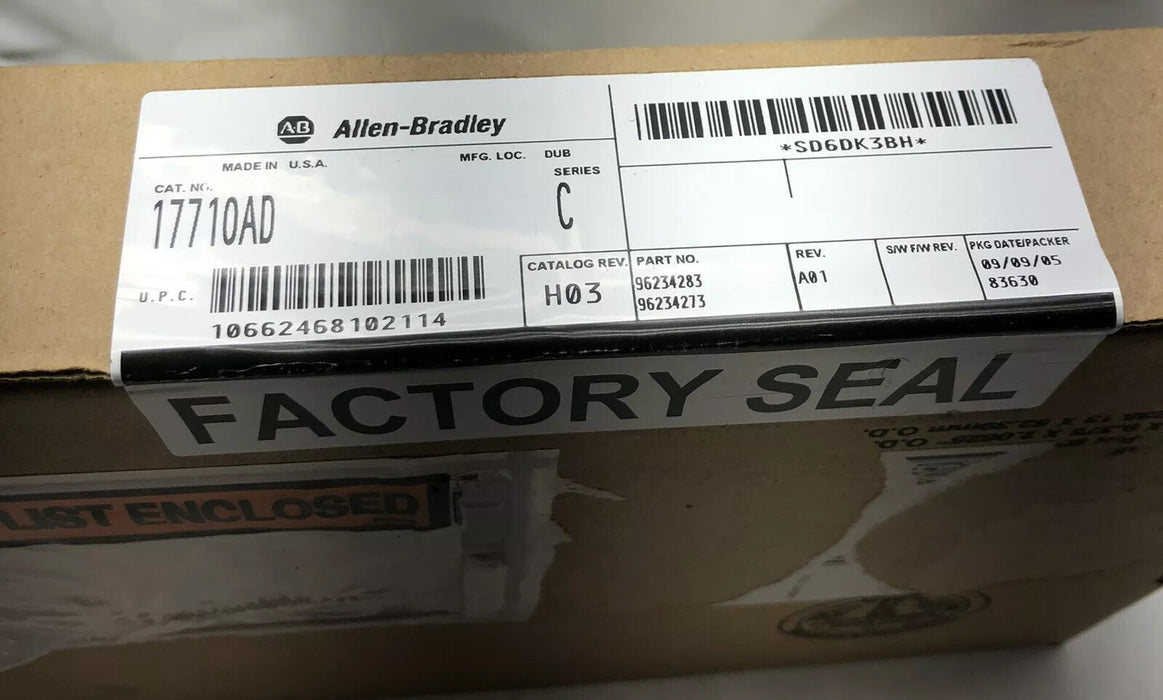 AB Allen-Bradley
*SD6DK3BH*
MADE IN U.S.A.
MFG. LOC. DUB
SERIES
C
CAT. NO.
17710AD
U.P.C.
10662468102114
CATALOG REV.
H03
PART NO.
96234283
96234273
REV.
A01
S/W F/W REV.
PKG DATE/PACKER
09/09/05
83630
FACTORY SEAL
LIST ENCLOSED